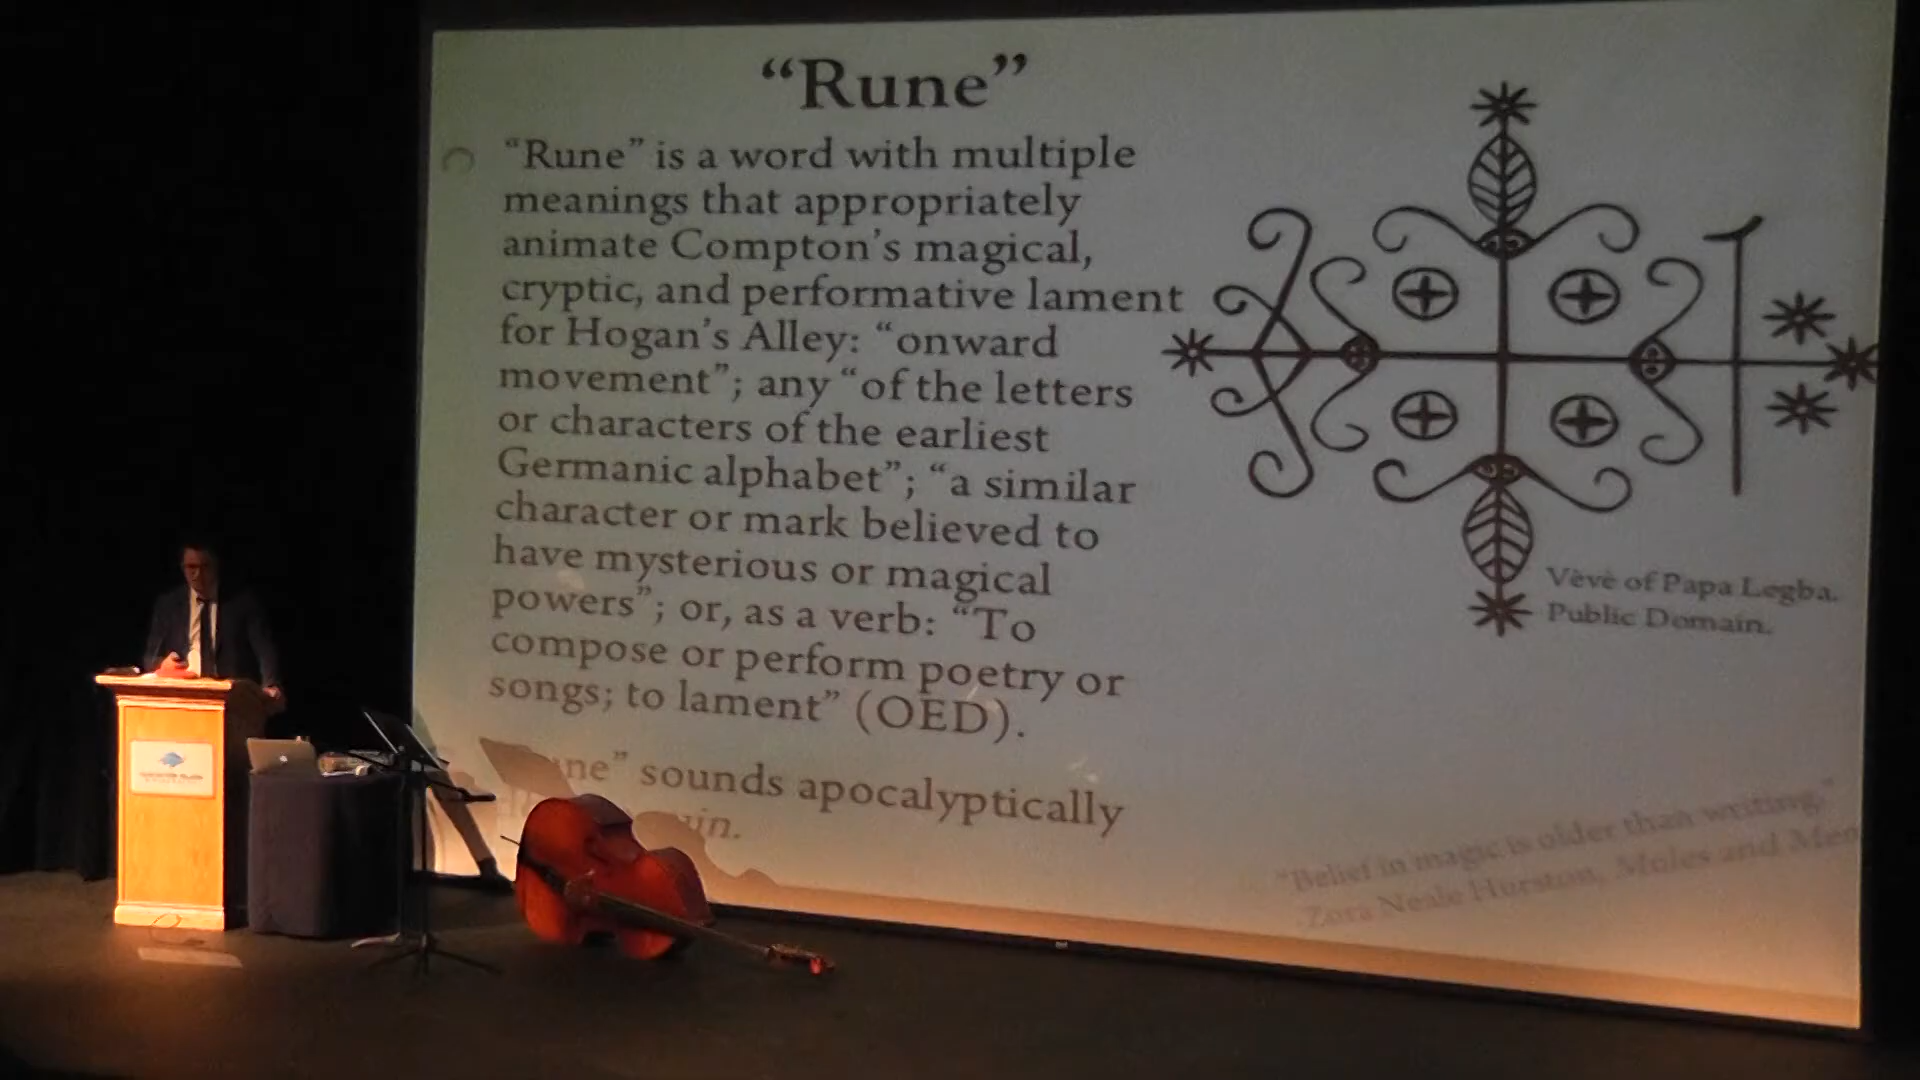 “Rune”
“Rune” is a word with multiple
meanings that appropriately
animate Compton’s magical,
cryptic, and performative lament
for Hogan’s Alley: “onward
movement”; any “of the letters
or characters of the earliest
Germanic alphabet”; “a similar
character or mark believed to
have mysterious or magical
powers”; or, as a verb: “To
compose or perform poetry or
songs; to lament” (OED).
sounds apocalyptically
Vèvè of Papa Legba.
Public Domain.
“Belief in magic is older than writing.”
Zora Neale Hurston, Mules and Men